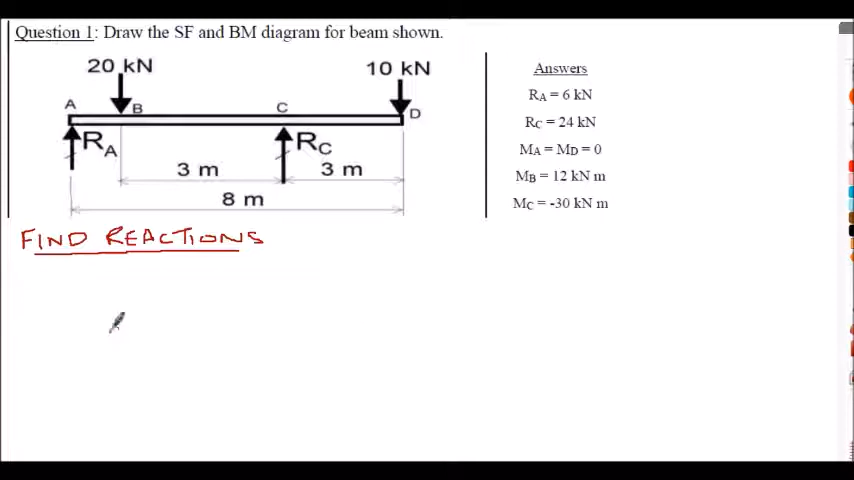 Question 1: Draw the SF and BM diagram for beam shown.
20 kN
10 kN
A
B
C
D
RA
RC
3 m
3 m
8 m
Answers
RA = 6 kN
RC = 24 kN
MA = MD = 0
MB = 12 kN m
MC = -30 kN m
FIND REACTIONS